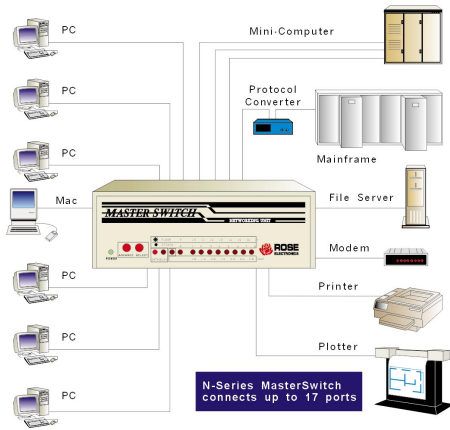 PC
Mini-Computer
PC
Protocol
Converter
PC
Mainframe
Mac
File Server
MASTER SWITCH
NETWORKING UNIT
ROSE
ELECTRONICS
POWER
Modem
PC
Printer
PC
Plotter
N-Series MasterSwitch
connects up to 17 ports
PC